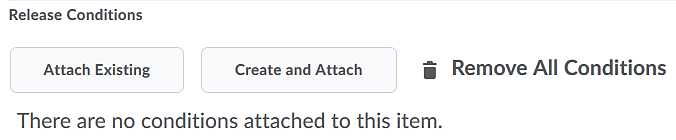 Release Conditions
Attach Existing Create and Attach Remove All Conditions
There are no conditions attached to this item.